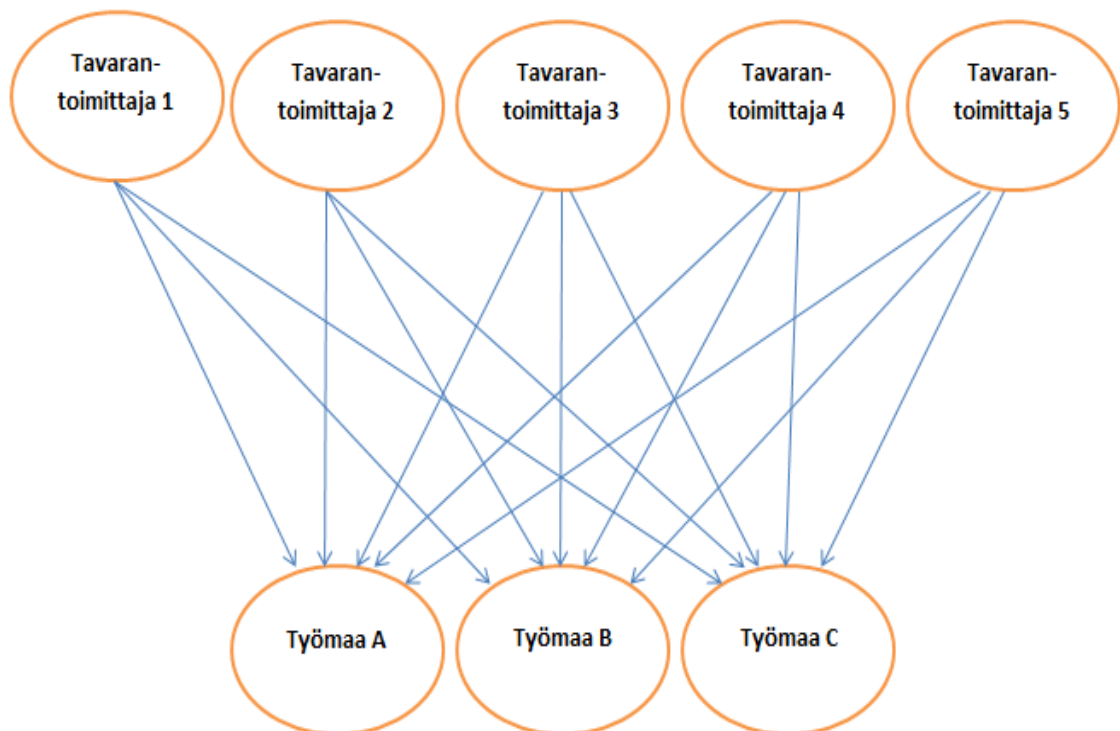 Tavaran-
toimittaja 1
Tavaran-
toimittaja 2
Tavaran-
toimittaja 3
Tavaran-
toimittaja 4
Tavaran-
toimittaja 5
Työmaa A
Työmaa B
Työmaa C